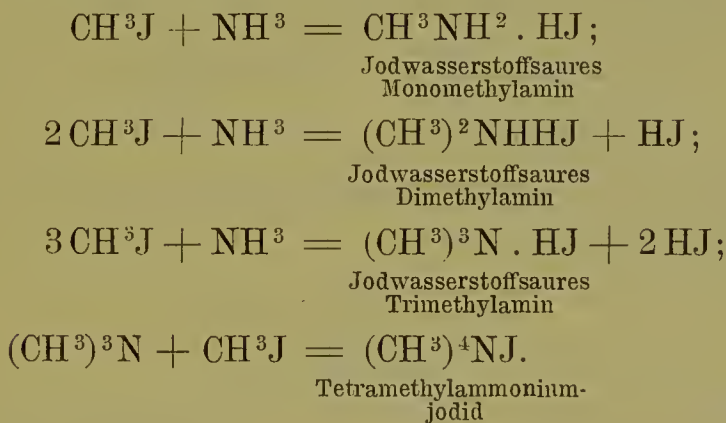 CH³J + NH³ = CH³NH² . HJ;
Jodwasserstoffsaures
Monomethylamin
2 CH³J + NH³ = (CH³)²NHHJ + HJ;
Jodwasserstoffsaures
Dimethylamin
3 CH³J + NH³ = (CH³)³N . HJ + 2 HJ;
Jodwasserstoffsaures
Trimethylamin
(CH³)³N + CH³J = (CH³)⁴NJ.
Tetramethylammonium-
jodid